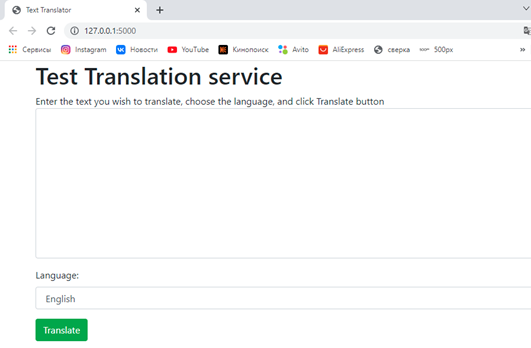 Text Translator
127.0.0.1:5000
Сервисы Instagram Новости YouTube Кинопоиск Avito AliExpress сверка 500px »
Test Translation service
Enter the text you wish to translate, choose the language, and click Translate button
Language:
English
Translate